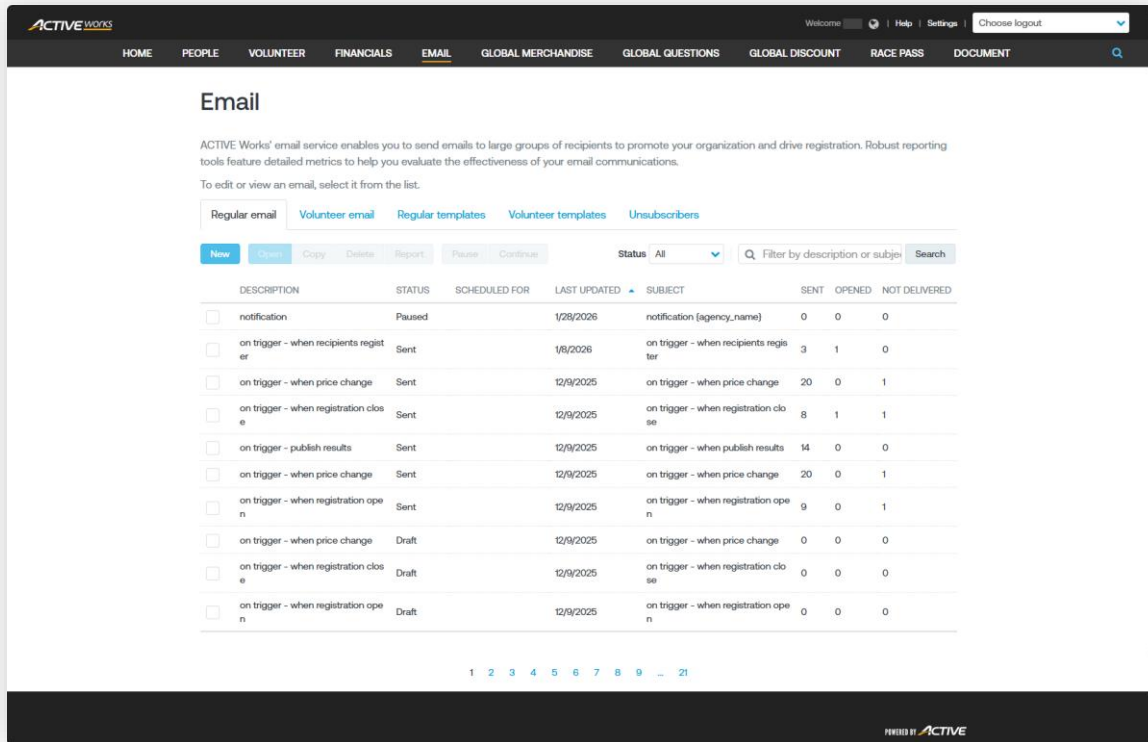 ACTIVE WORKS
Welcome | Help | Settings | Choose logout
HOME PEOPLE VOLUNTEER FINANCIALS EMAIL GLOBAL MERCHANDISE GLOBAL QUESTIONS GLOBAL DISCOUNT RACE PASS DOCUMENT
Email
ACTIVE Works' email service enables you to send emails to large groups of recipients to promote your organization and drive registration. Robust reporting
tools feature detailed metrics to help you evaluate the effectiveness of your email communications.
To edit or view an email, select it from the list.
Regular email Volunteer email Regular templates Volunteer templates Unsubscribers
New Open Copy Delete Report Pause Continue Status All Filter by description or subje Search
DESCRIPTION STATUS SCHEDULED FOR LAST UPDATED SUBJECT SENT OPENED NOT DELIVERED
notification Paused 1/28/2026 notification {agency_name} 0 0 0
on trigger - when recipients regist
er Sent 1/8/2026 on trigger - when recipients regis
ter 3 1 0
on trigger - when price change Sent 12/9/2025 on trigger - when price change 20 0 1
on trigger - when registration clos
e Sent 12/9/2025 on trigger - when registration clo
se 8 1 1
on trigger - publish results Sent 12/9/2025 on trigger - when publish results 14 0 0
on trigger - when price change Sent 12/9/2025 on trigger - when price change 20 0 1
on trigger - when registration ope
n Sent 12/9/2025 on trigger - when registration ope
n 9 0 1
on trigger - when price change Draft 12/9/2025 on trigger - when price change 0 0 0
on trigger - when registration clos
e Draft 12/9/2025 on trigger - when registration clo
se 0 0 0
on trigger - when registration ope
n Draft 12/9/2025 on trigger - when registration ope
n 0 0 0
1 2 3 4 5 6 7 8 9 ... 21
POWERED BY ACTIVE